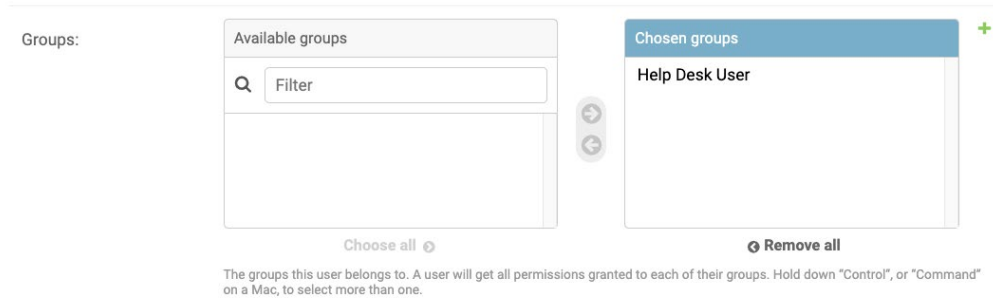 Groups:
Available groups
Chosen groups
Filter
Help Desk User
Choose all
Remove all
The groups this user belongs to. A user will get all permissions granted to each of their groups. Hold down “Control”, or “Command”
on a Mac, to select more than one.